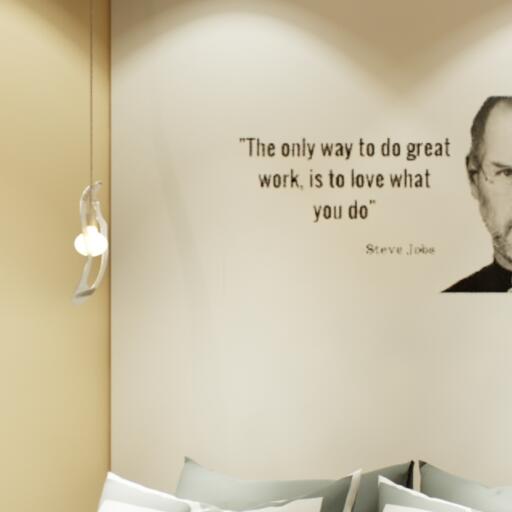 "The only way to do great
work, is to love what
you do"
Steve Jobs